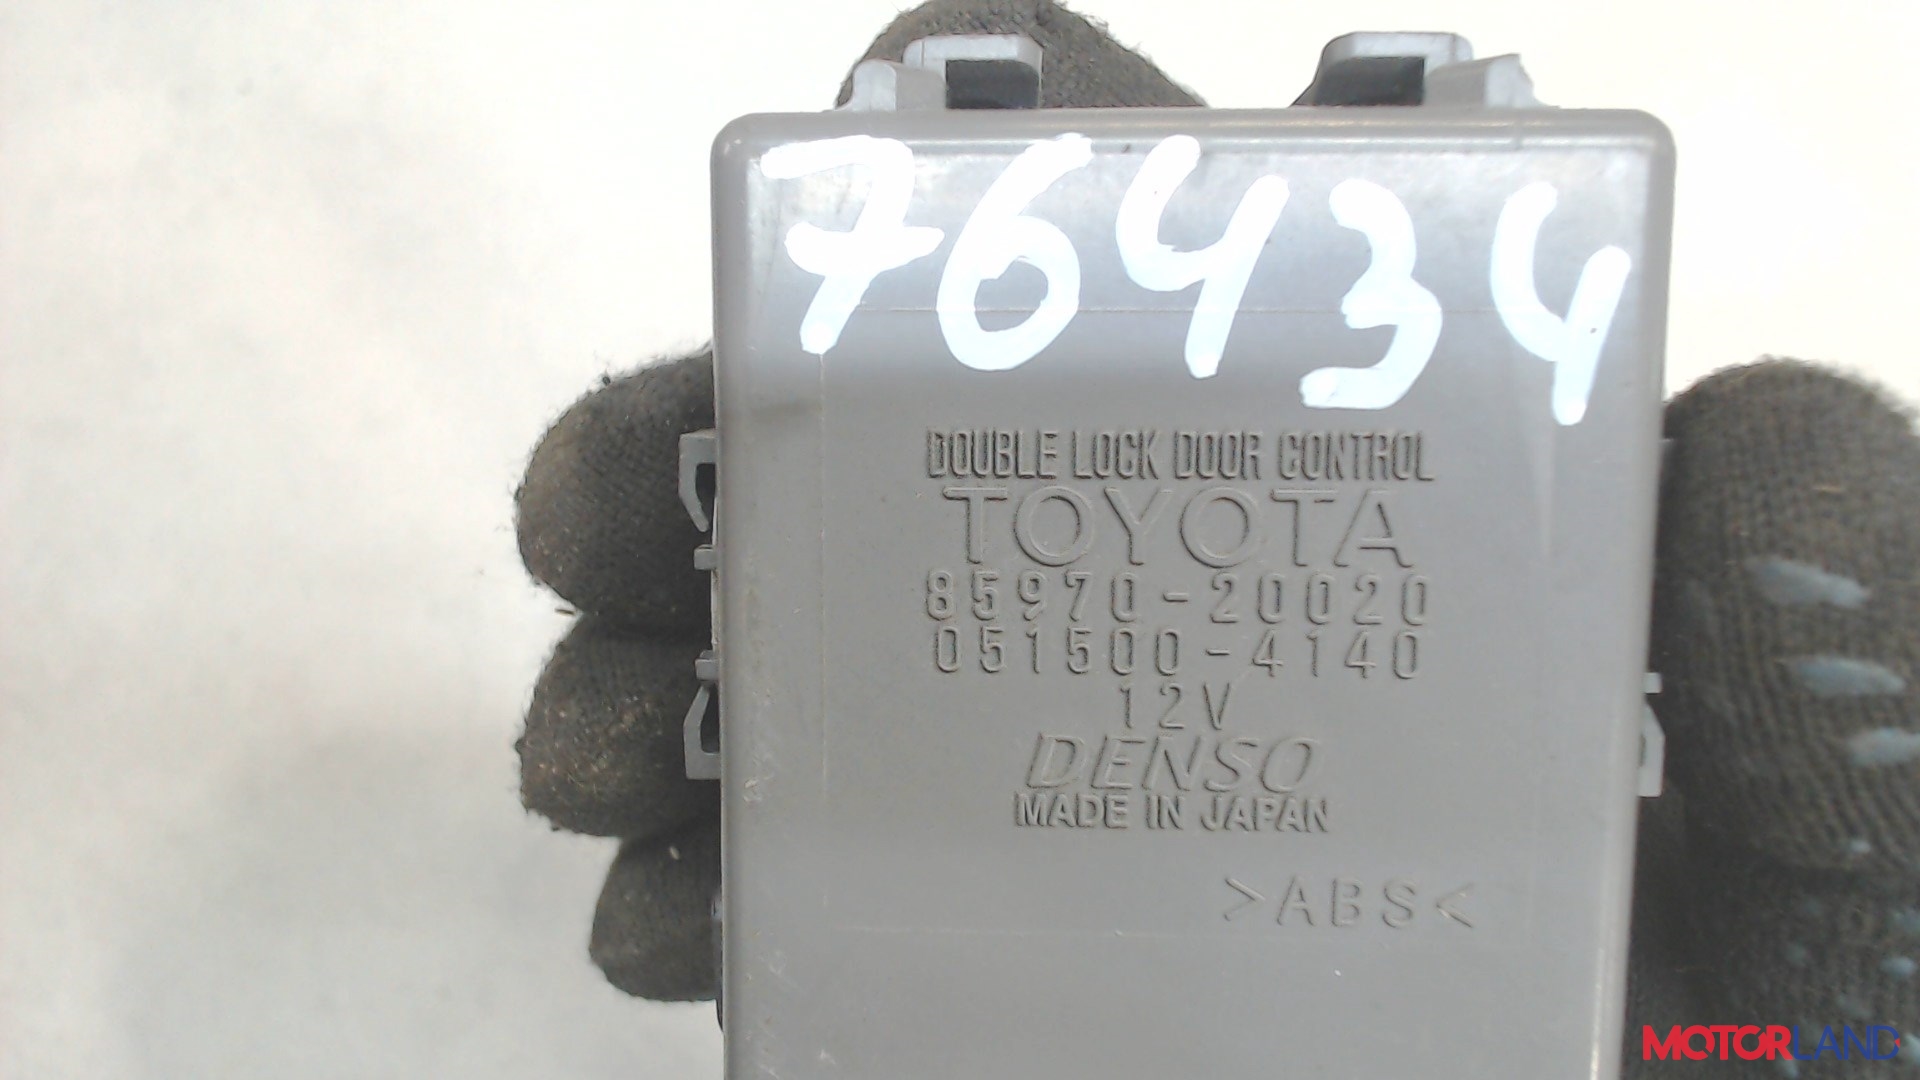 76434
DOUBLE LOCK DOOR CONTROL
TOYOTA
85970-20020
051500-4140
12V
DENSO
MADE IN JAPAN
>ABS<
MOTORLAND